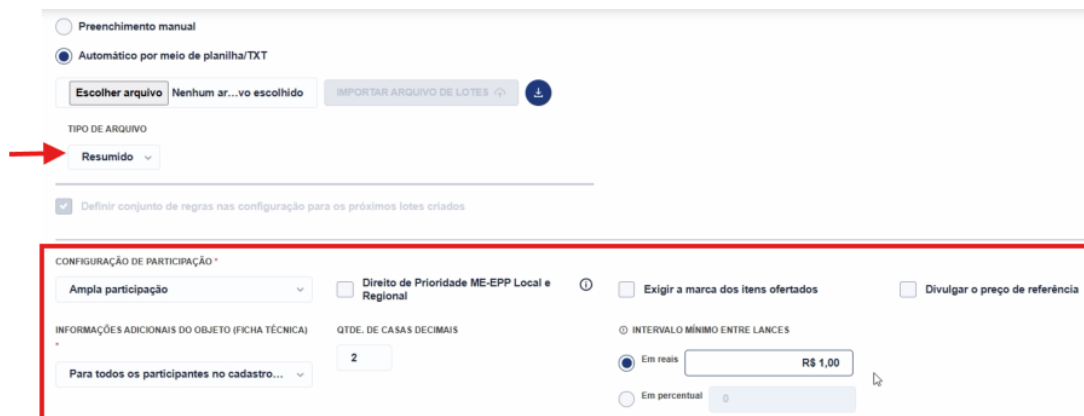 Preenchimento manual
Automático por meio de planilha/TXT
Escolher arquivo Nenhum ar...vo escolhido IMPORTAR ARQUIVO DE LOTES
TIPO DE ARQUIVO
Resumido
Definir conjunto de regras nas configuração para os próximos lotes criados
CONFIGURAÇÃO DE PARTICIPAÇÃO *
Ampla participação
Direito de Prioridade ME-EPP Local e
Regional
Exigir a marca dos itens ofertados
Divulgar o preço de referência
INFORMAÇÕES ADICIONAIS DO OBJETO (FICHA TÉCNICA)
*
Para todos os participantes no cadastro...
QTDE. DE CASAS DECIMAIS
2
INTERVALO MÍNIMO ENTRE LANCES
Em reais R$ 1,00
Em percentual 0